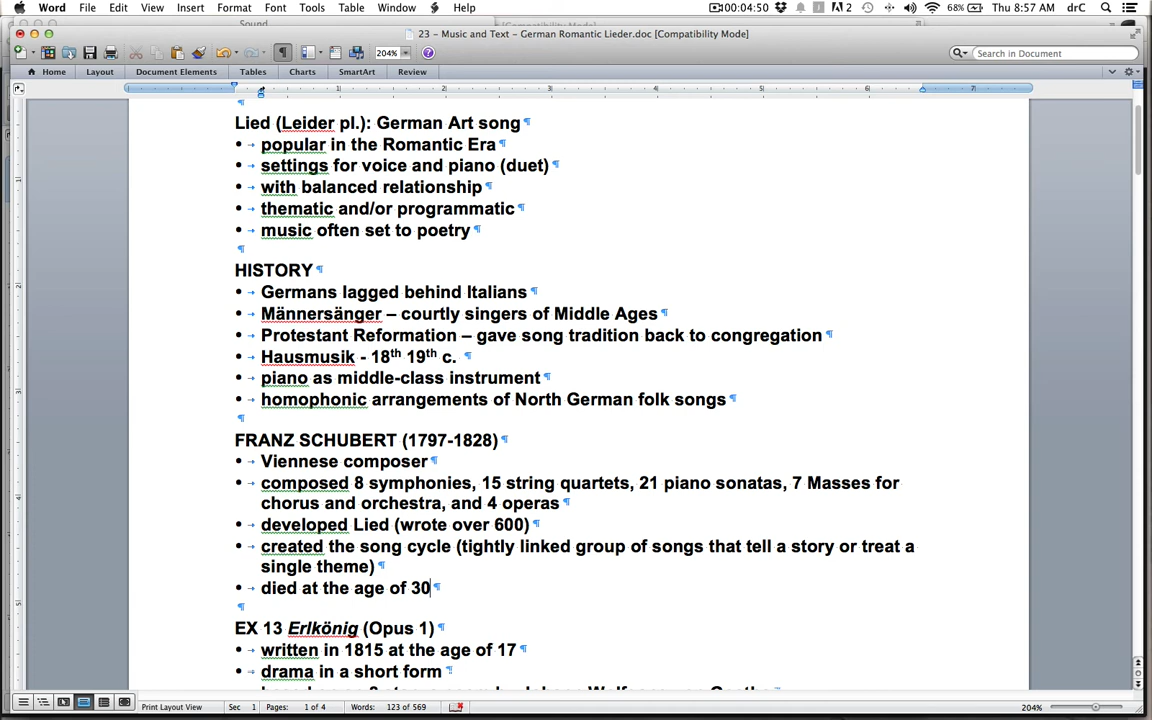 Word File Edit View Insert Format Font Tools Table Window Help 00:04:50 2 68% Thu 8:57 AM drC
23 – Music and Text – German Romantic Lieder.doc [Compatibility Mode]
204% Search in Document
Home Layout Document Elements Tables Charts SmartArt Review
1 2 3 4 5 6 7
Lied (Leider pl.): German Art song¶
• popular in the Romantic Era¶
• settings for voice and piano (duet)¶
• with balanced relationship¶
• thematic and/or programmatic¶
• music often set to poetry¶
¶
HISTORY¶
• Germans lagged behind Italians¶
• Männersänger – courtly singers of Middle Ages¶
• Protestant Reformation – gave song tradition back to congregation¶
• Hausmusik - 18th 19th c. ¶
• piano as middle-class instrument¶
• homophonic arrangements of North German folk songs¶
¶
FRANZ SCHUBERT (1797-1828)¶
• Viennese composer¶
• composed 8 symphonies, 15 string quartets, 21 piano sonatas, 7 Masses for
chorus and orchestra, and 4 operas¶
• developed Lied (wrote over 600)¶
• created the song cycle (tightly linked group of songs that tell a story or treat a
single theme)¶
• died at the age of 30¶
¶
EX 13 Erlkönig (Opus 1)¶
• written in 1815 at the age of 17¶
• drama in a short form¶
Print Layout View Sec 1 Pages: 1 of 4 Words: 123 of 569 204%